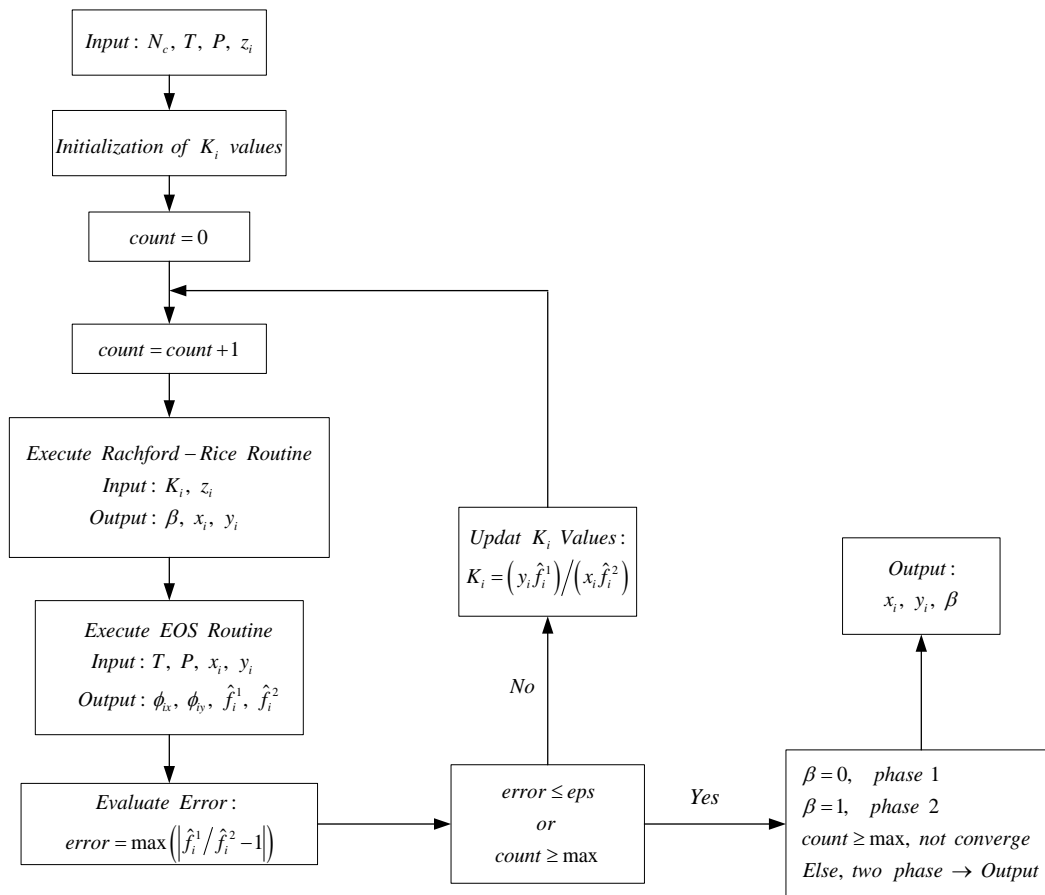 Input : N_c, T, P, z_i
Initialization of K_i values
count = 0
count = count +1
Execute Rachford – Rice Routine
Input : K_i, z_i
Output : β, x_i, y_i
Execute EOS Routine
Input : T, P, x_i, y_i
Output : ϕ_ix, ϕ_iy, f̂_i^1, f̂_i^2
Evaluate Error :
error = max(|f̂_i^1/f̂_i^2 −1|)
error ≤ eps
or
count ≥ max
No
Updat K_i Values :
K_i = (y_i f̂_i^1)/(x_i f̂_i^2)
Yes
β = 0, phase 1
β = 1, phase 2
count ≥ max, not converge
Else, two phase → Output
Output :
x_i, y_i, β